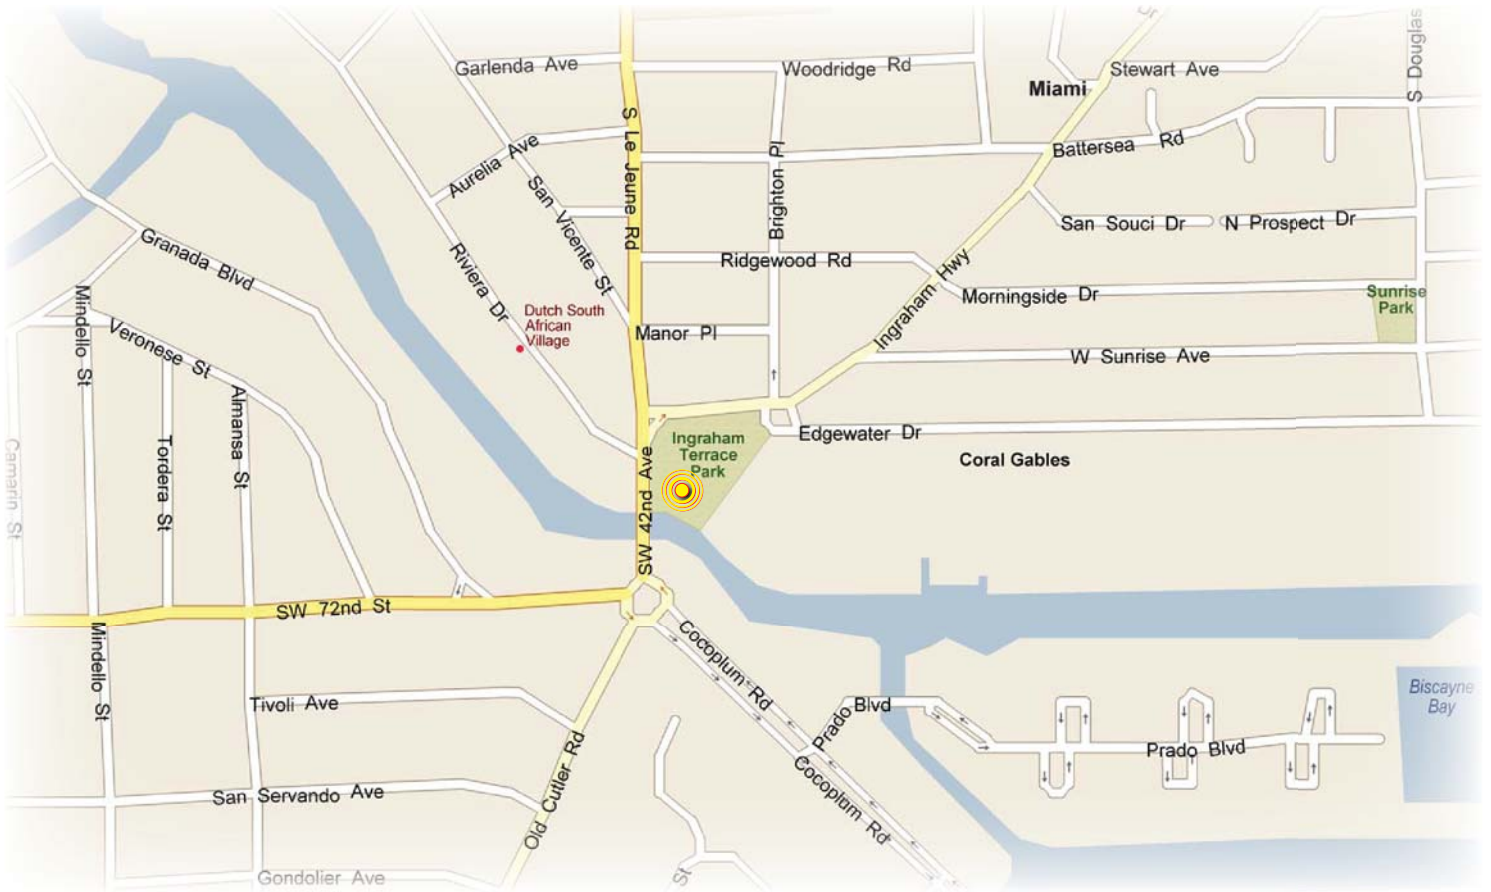 Dr
S Douglas
Garlenda Ave
Woodridge Rd
Stewart Ave
Miami
S Le Jeune Rd
Aurelia Ave
Brighton Pl
Battersea Rd
San Vicente St
San Souci Dr
N Prospect Dr
Granada Blvd
Riviera Dr
Ridgewood Rd
Ingraham Hwy
Morningside Dr
Sunrise
Park
Mindello St
Veronese St
Dutch South
African
Village
Manor Pl
W Sunrise Ave
Almansa St
Tordera St
Camarin St
Ingraham
Terrace
Park
Edgewater Dr
Coral Gables
SW 42nd Ave
SW 72nd St
Mindello St
Cocoplum Rd
Tivoli Ave
Prado Blvd
Biscayne
Bay
Prado Blvd
Old Cutler Rd
Cocoplum Rd
San Servando Ave
Gondolier Ave
St